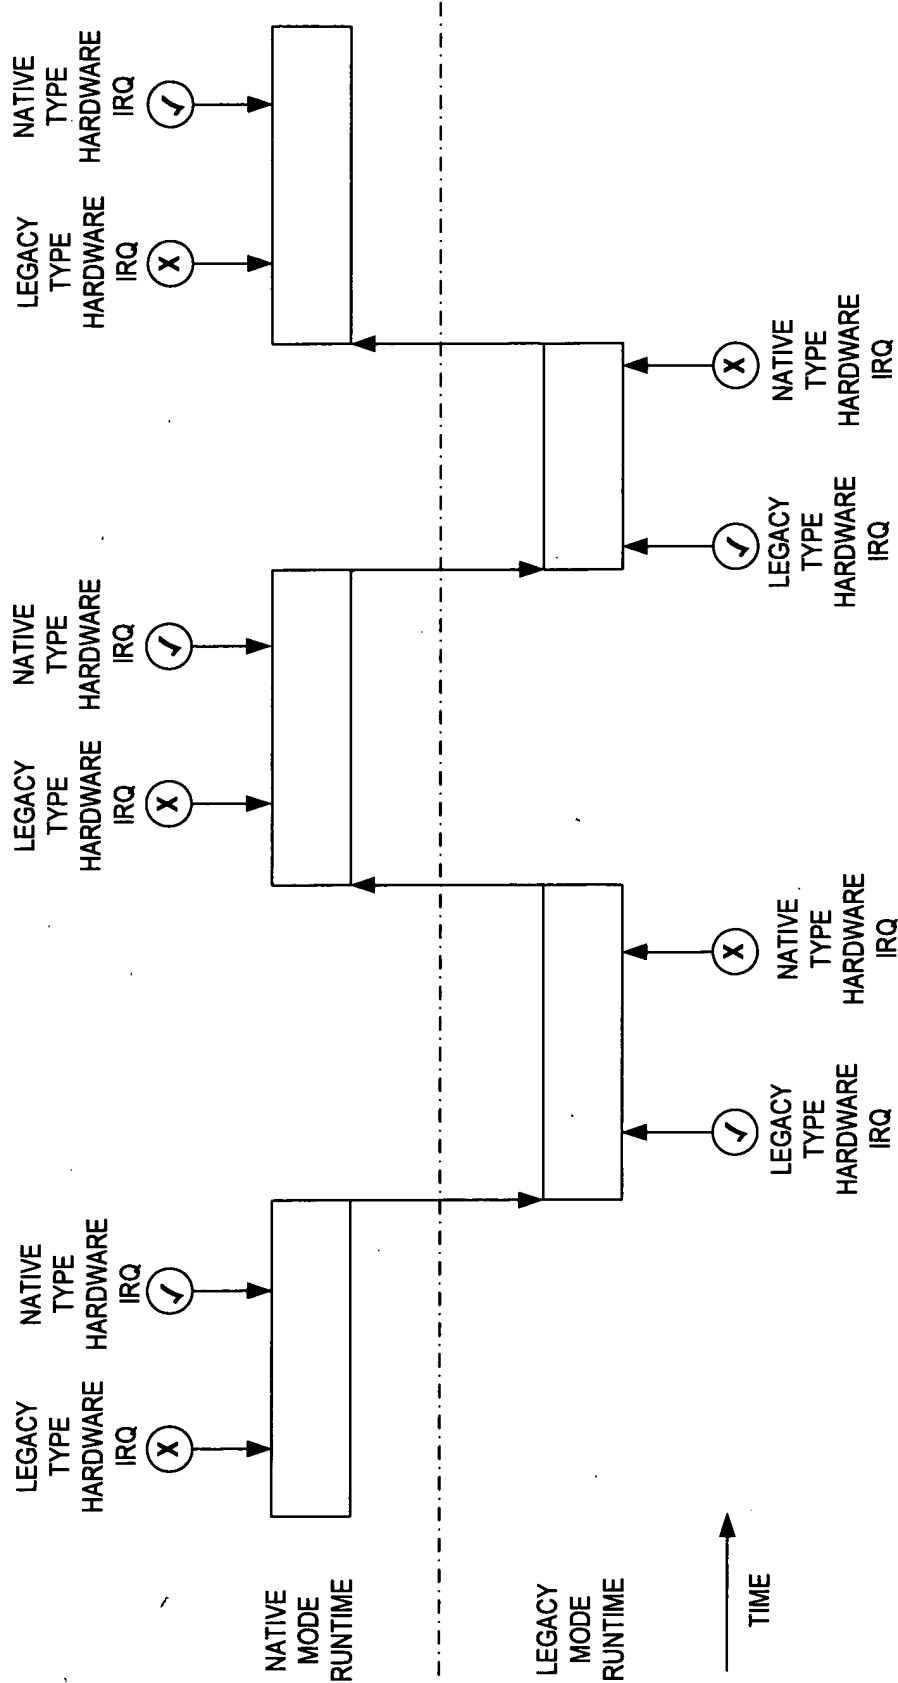 LEGACY
TYPE
HARDWARE
IRQ
X
NATIVE
TYPE
HARDWARE
IRQ
√
LEGACY
TYPE
HARDWARE
IRQ
X
NATIVE
TYPE
HARDWARE
IRQ
√
LEGACY
TYPE
HARDWARE
IRQ
X
NATIVE
TYPE
HARDWARE
IRQ
√
NATIVE
MODE
RUNTIME
LEGACY
MODE
RUNTIME
√
LEGACY
TYPE
HARDWARE
IRQ
X
NATIVE
TYPE
HARDWARE
IRQ
√
LEGACY
TYPE
HARDWARE
IRQ
X
NATIVE
TYPE
HARDWARE
IRQ
TIME